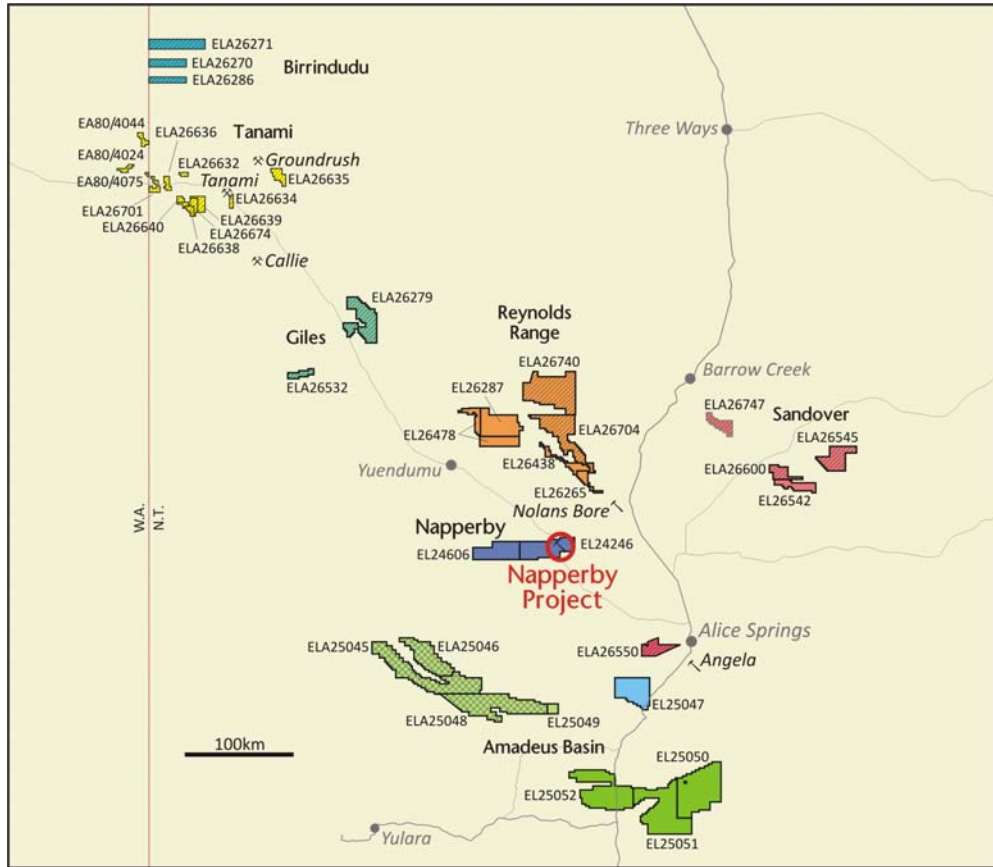 ELA26271
ELA26270
Birrindudu
ELA26286
EA80/4044
ELA26636
Tanami
Three Ways
EA80/4024
ELA26632
Groundrush
EA80/4075
Tanami
ELA26635
ELA26634
ELA26701
ELA26639
ELA26640
ELA26674
ELA26638
Callie
ELA26279
Giles
Reynolds
Range
ELA26532
ELA26740
EL26287
Barrow Creek
ELA26747
Sandover
EL26478
ELA26704
ELA26545
EL26438
ELA26600
Yuendumu
EL26265
EL26542
Nolans Bore
W.A.
N.T.
Napperby
EL24606
EL24246
Napperby
Project
Alice Springs
ELA25045
ELA25046
ELA26550
Angela
EL25047
ELA25048
EL25049
100km
Amadeus Basin
EL25050
EL25052
EL25051
Yulara